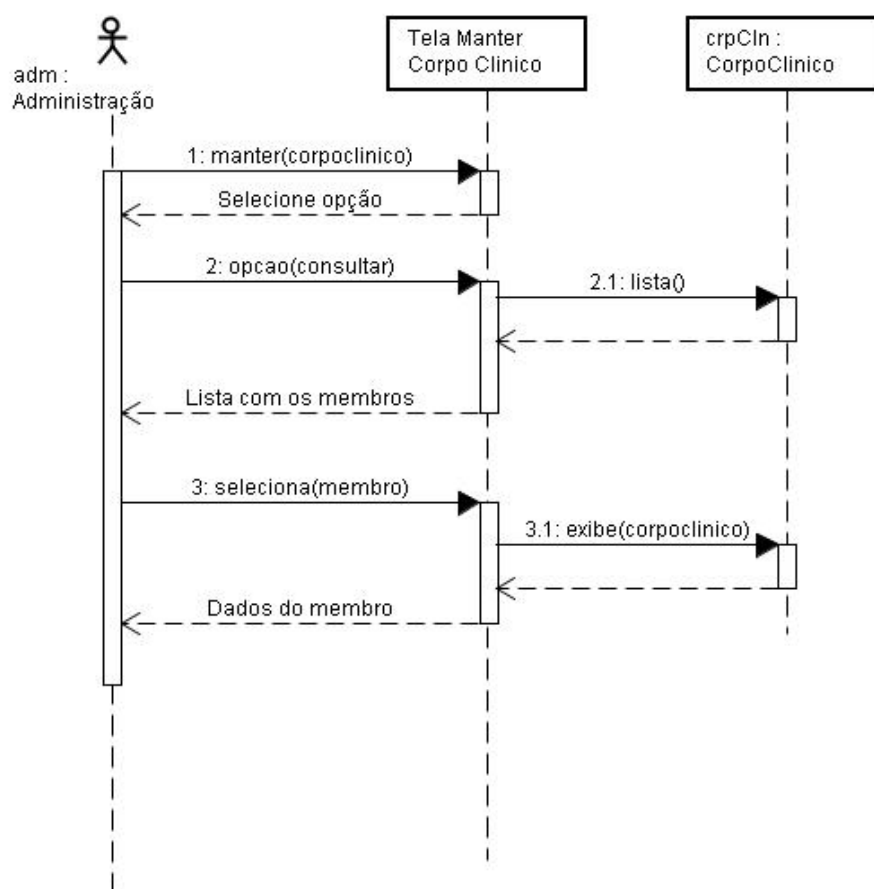 adm :
Administração
Tela Manter
Corpo Clinico
crpCln :
CorpoClinico
1: manter(corpoclinico)
Selecione opção
2: opcao(consultar)
2.1: lista()
Lista com os membros
3: seleciona(membro)
3.1: exibe(corpoclinico)
Dados do membro